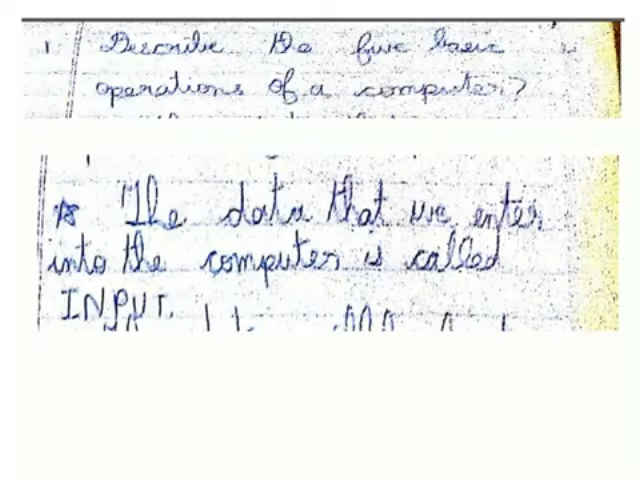 1. Describe the five basic
operations of a computer?
☆ The data that we enter
into the computer is called
INPUT.